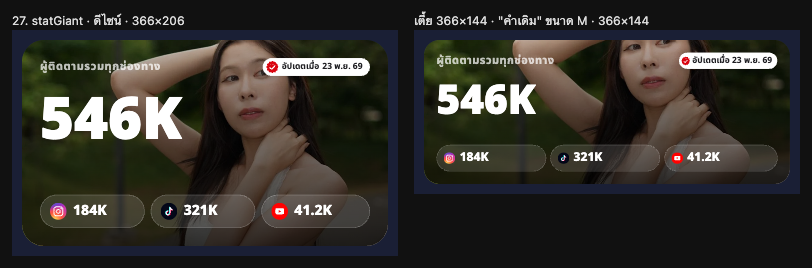 27. statGiant · ดีไซน์ · 366×206
ผู้ติดตามรวมทุกช่องทาง
อัปเดตเมื่อ 23 พ.ย. 69
546K
184K
321K
41.2K
เตี้ย 366×144 · "คำเดิม" ขนาด M · 366×144
ผู้ติดตามรวมทุกช่องทาง
อัปเดตเมื่อ 23 พ.ย. 69
546K
184K
321K
41.2K